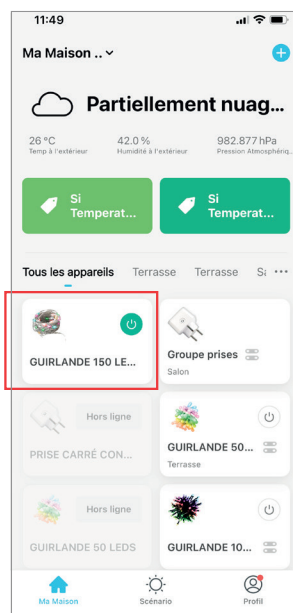 11:49
Ma Maison ..
Partiellement nuag...
26 °C
42.0 %
982.877 hPa
Temp à l'extérieur
Humidité à l'extérieur
Pression Atmosphériq..
Si
Temperat...
Si
Temperat...
Tous les appareils
Terrasse
Terrasse
Sa
...
GUIRLANDE 150 LE...
Groupe prises
Salon
Hors ligne
PRISE CARRÉ CON...
GUIRLANDE 50...
Terrasse
Hors ligne
GUIRLANDE 50 LEDS
GUIRLANDE 10...
Ma Maison
Scénario
Profil